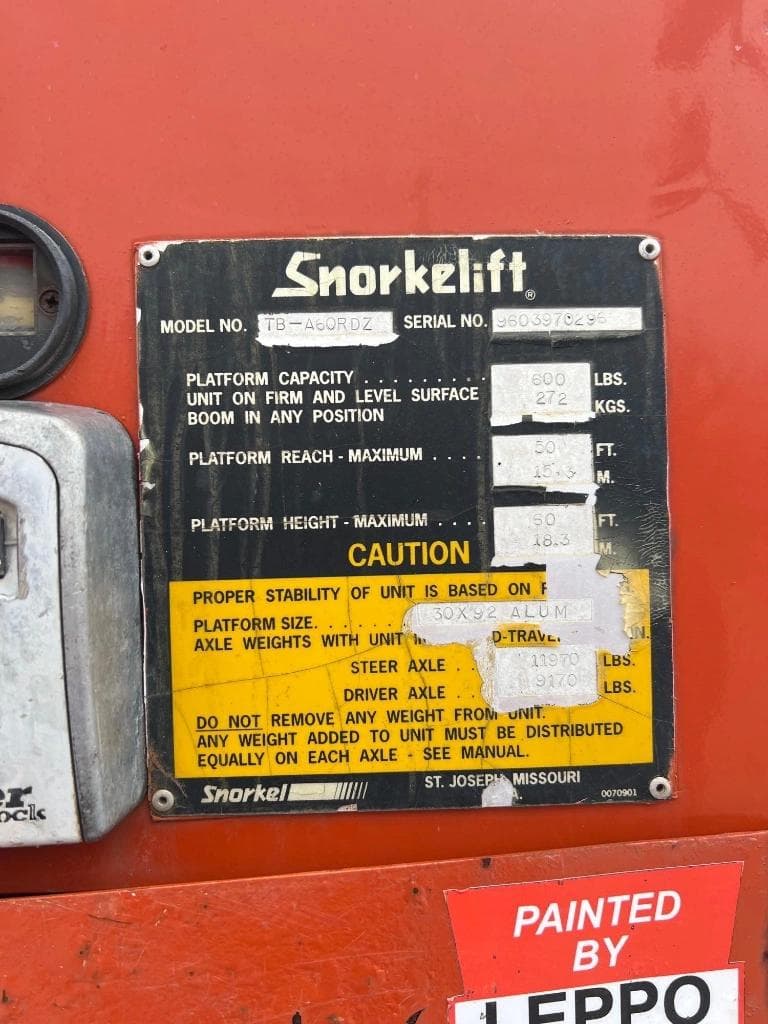 Snorkelift®
MODEL NO. TB-A60RDZ SERIAL NO. 9603970296
PLATFORM CAPACITY . . . . . . . . . 600 LBS.
UNIT ON FIRM AND LEVEL SURFACE 272 KGS.
BOOM IN ANY POSITION
PLATFORM REACH - MAXIMUM . . . . 50 FT.
15.3 M.
PLATFORM HEIGHT - MAXIMUM . . . . 60 FT.
18.3 M.
CAUTION
PROPER STABILITY OF UNIT IS BASED ON
PLATFORM SIZE. . . . . . . . 30X92 ALUM IN.
AXLE WEIGHTS WITH UNIT
STEER AXLE . . 11970 LBS.
DRIVER AXLE . . 9170 LBS.
DO NOT REMOVE ANY WEIGHT FROM UNIT.
ANY WEIGHT ADDED TO UNIT MUST BE DISTRIBUTED
EQUALLY ON EACH AXLE - SEE MANUAL.
Snorkel ST. JOSEPH, MISSOURI
0070901
PAINTED
BY
LEPPO